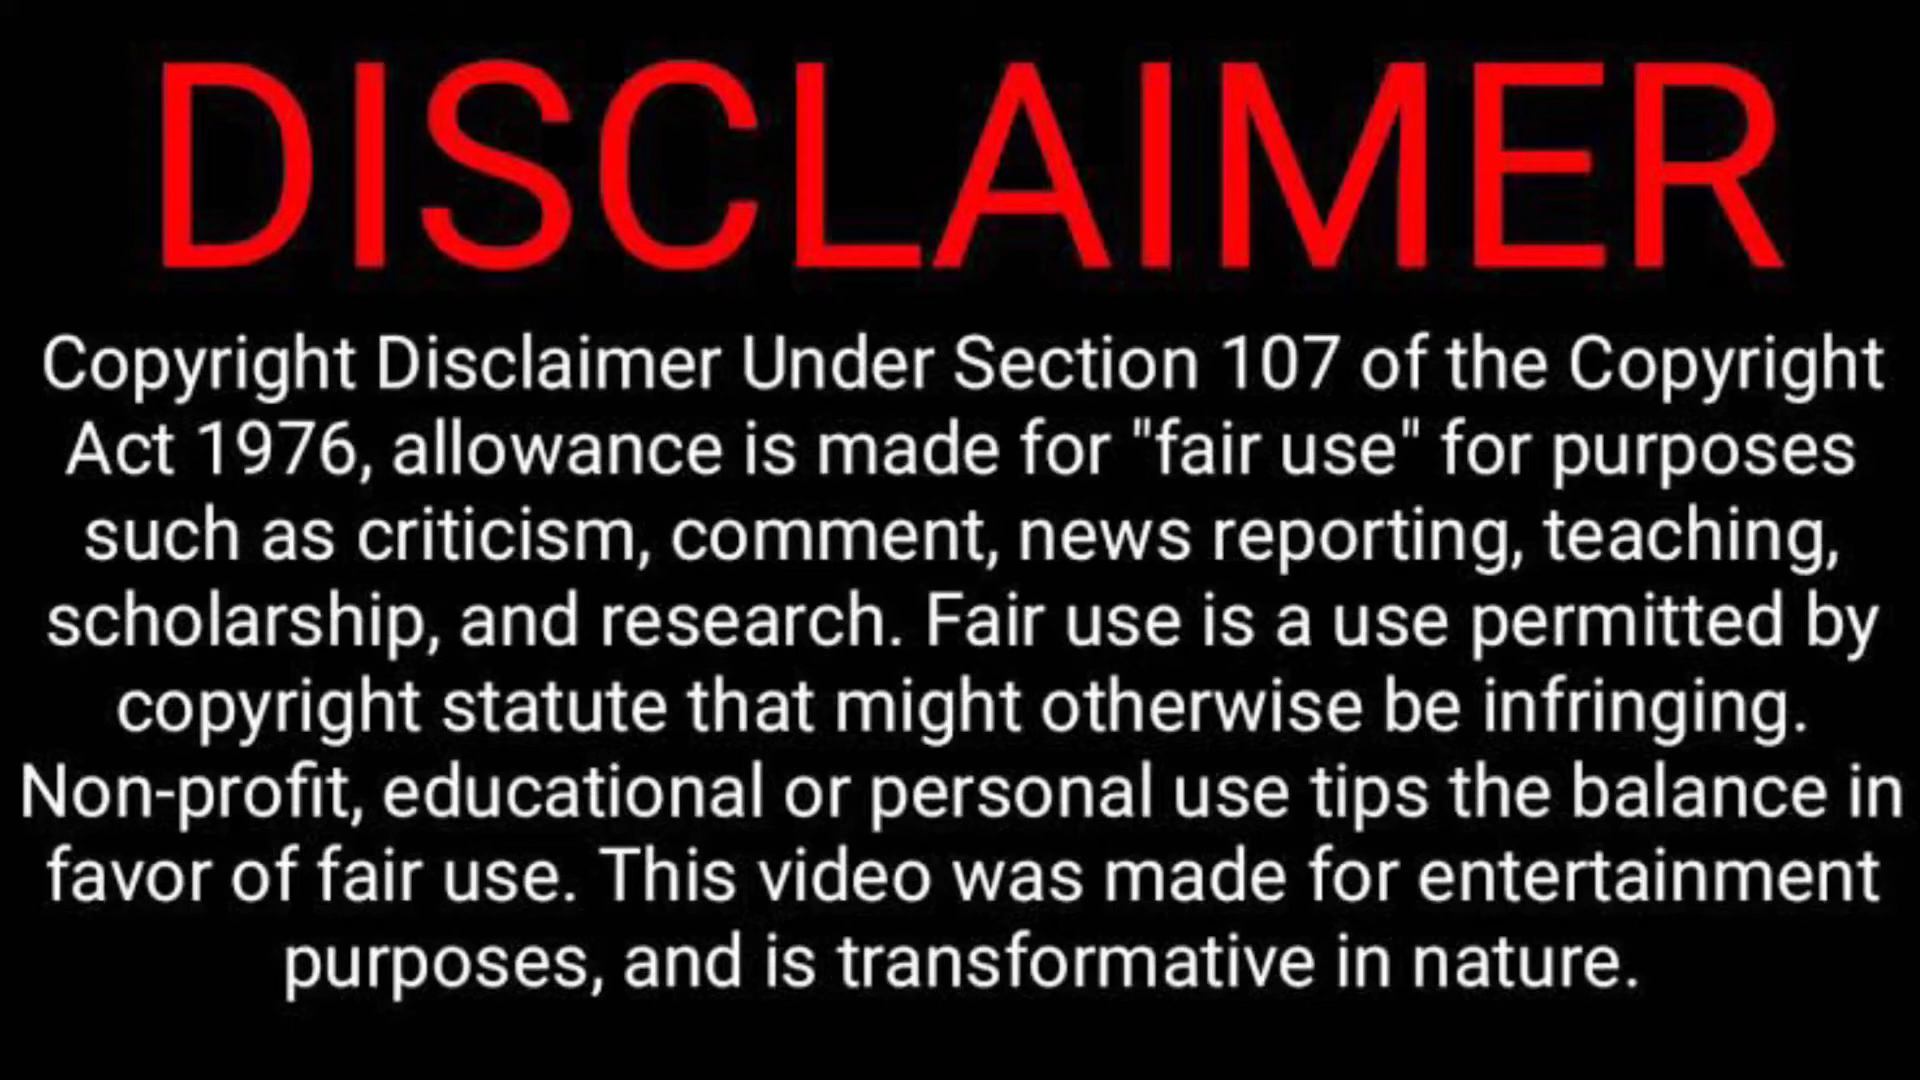 DISCLAIMER
Copyright Disclaimer Under Section 107 of the Copyright
Act 1976, allowance is made for "fair use" for purposes
such as criticism, comment, news reporting, teaching,
scholarship, and research. Fair use is a use permitted by
copyright statute that might otherwise be infringing.
Non-profit, educational or personal use tips the balance in
favor of fair use. This video was made for entertainment
purposes, and is transformative in nature.